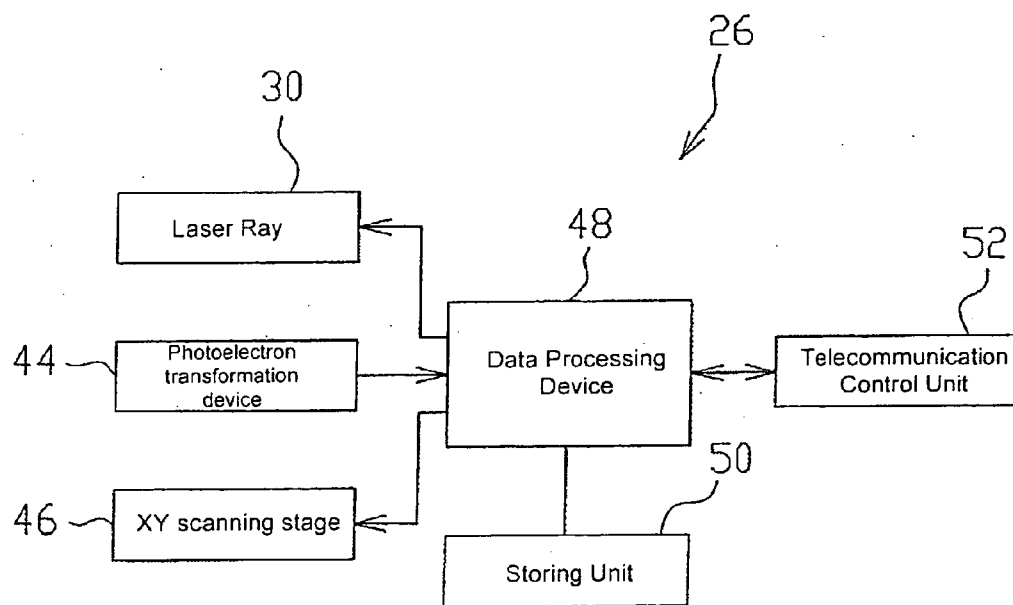 26
30
Laser Ray
48
52
44
Photoelectron
transformation
device
Data Processing
Device
Telecommunication
Control Unit
46
XY scanning stage
50
Storing Unit